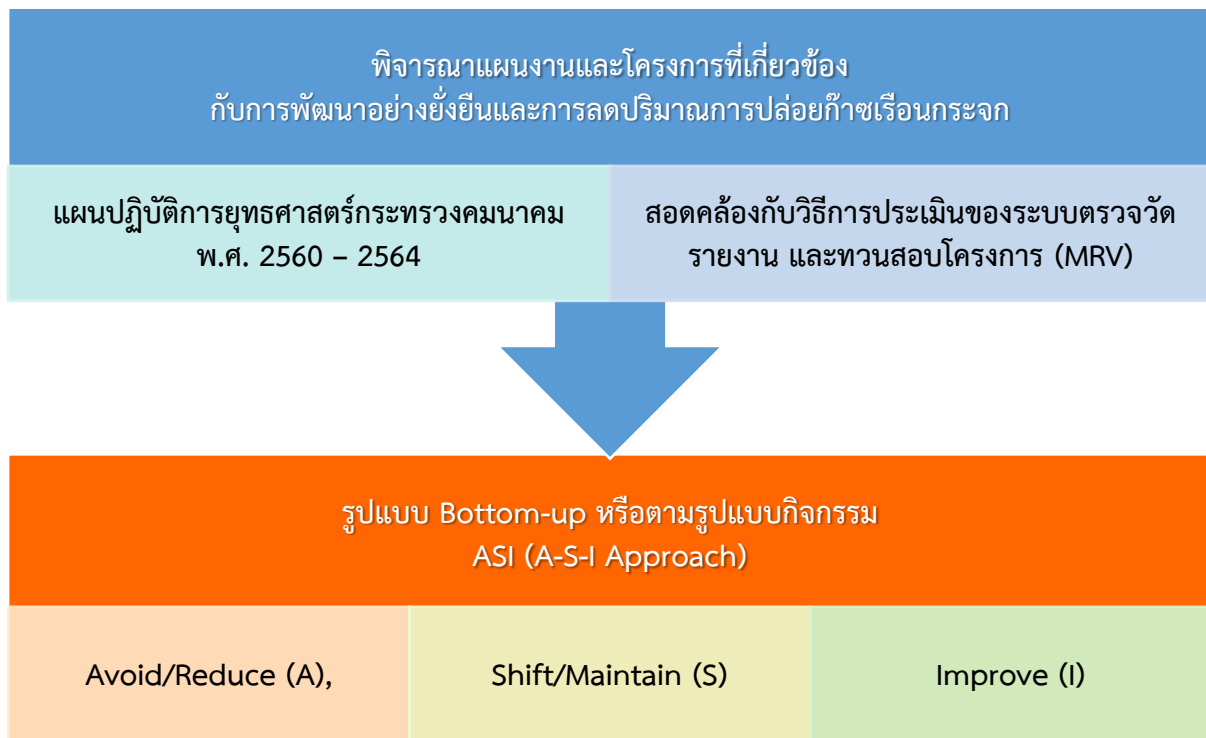 พิจารณาแผนงานและโครงการที่เกี่ยวข้อง
กับการพัฒนาอย่างยั่งยืนและการลดปริมาณการปล่อยก๊าซเรือนกระจก
แผนปฏิบัติการยุทธศาสตร์กระทรวงคมนาคม
พ.ศ. 2560 – 2564
สอดคล้องกับวิธีการประเมินของระบบตรวจวัด
รายงาน และทวนสอบโครงการ (MRV)
รูปแบบ Bottom-up หรือตามรูปแบบกิจกรรม
ASI (A-S-I Approach)
Avoid/Reduce (A),
Shift/Maintain (S)
Improve (I)